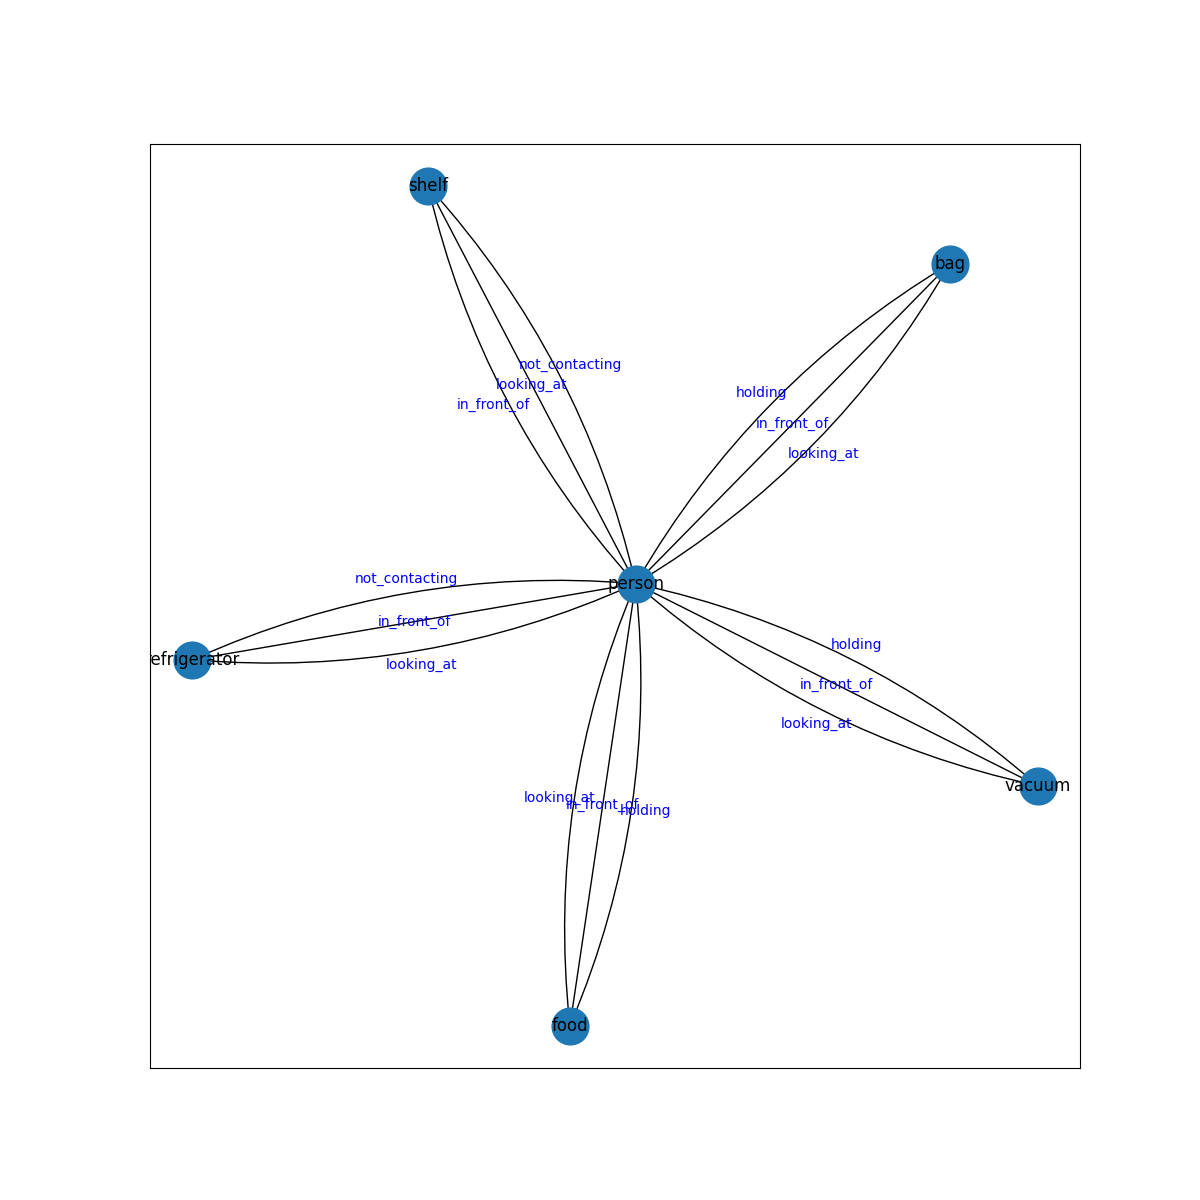 shelf
bag
not_contacting
looking_at
holding
in_front_of
in_front_of
looking_at
not_contacting
person
in_front_of
holding
efrigerator
looking_at
in_front_of
looking_at
vacuum
looking_at
in_front_of
holding
food